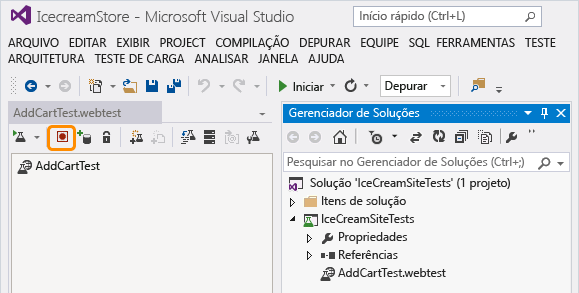 IcecreamStore - Microsoft Visual Studio
Início rápido (Ctrl+L)
ARQUIVO EDITAR EXIBIR PROJECT COMPILAÇÃO DEPURAR EQUIPE SQL FERRAMENTAS TESTE
ARQUITETURA TESTE DE CARGA ANALISAR JANELA AJUDA
Iniciar
Depurar
AddCartTest.webtest
AddCartTest
Gerenciador de Soluções
Pesquisar no Gerenciador de Soluções (Ctrl+;)
Solução 'IceCreamSiteTests' (1 projeto)
Itens de solução
IceCreamSiteTests
Propriedades
Referências
AddCartTest.webtest